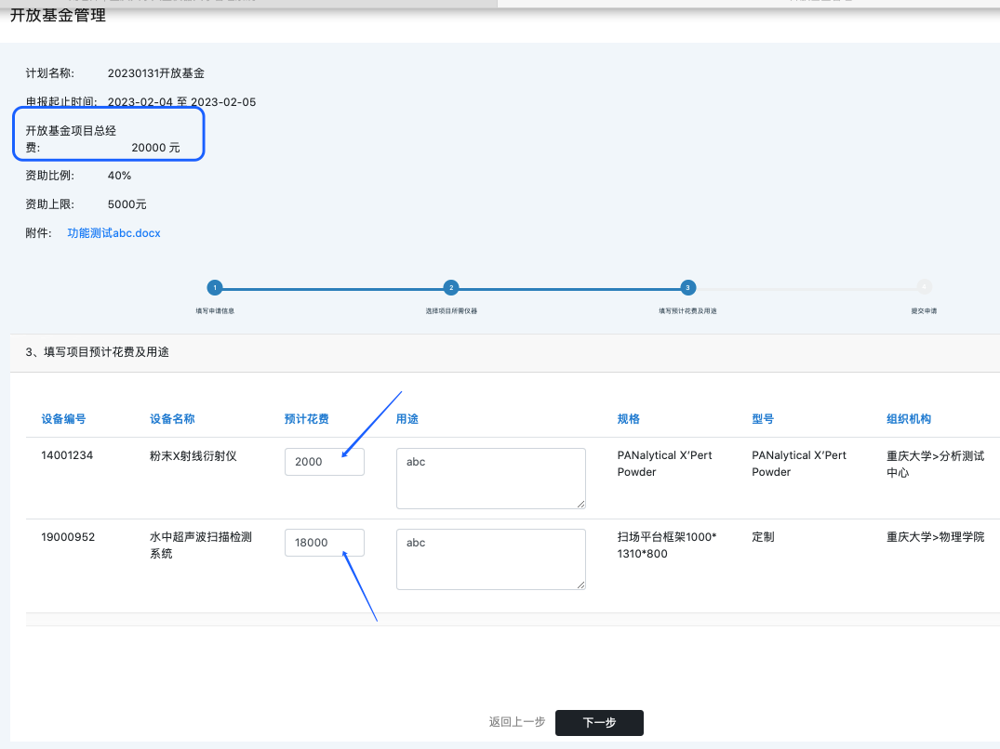 开放基金管理
计划名称: 20230131开放基金
申报起止时间: 2023-02-04 至 2023-02-05
开放基金项目总经
费: 20000 元
资助比例: 40%
资助上限: 5000元
附件: 功能测试abc.docx
1 2 3 4
填写申请信息 选择项目所需仪器 填写预计花费及用途 提交申请
3、填写项目预计花费及用途
设备编号 设备名称 预计花费 用途 规格 型号 组织机构
14001234 粉末X射线衍射仪 2000 abc PANalytical X’Pert PANalytical X’Pert 重庆大学>分析测试
Powder Powder 中心
19000952 水中超声波扫描检测 18000 abc 扫场平台框架1000* 定制 重庆大学>物理学院
系统 1310*800
返回上一步 下一步